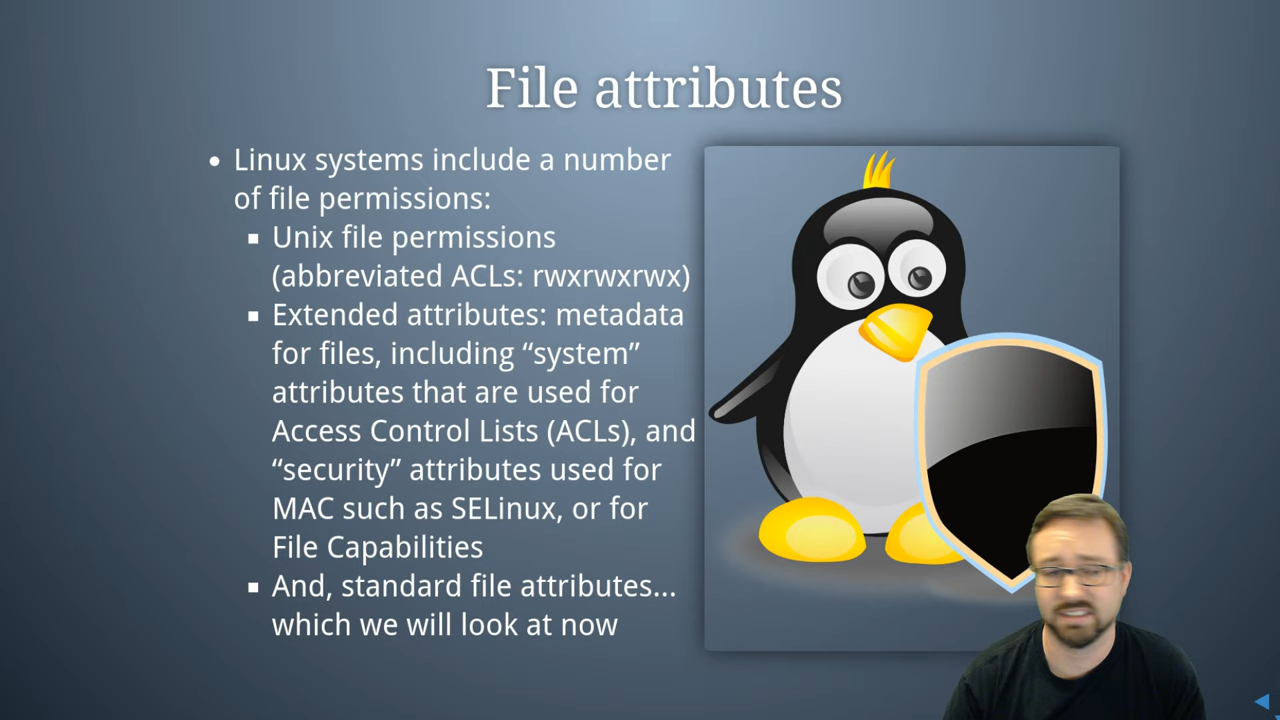 File attributes
Linux systems include a number
of file permissions:
Unix file permissions
(abbreviated ACLs: rwxrwxrwx)
Extended attributes: metadata
for files, including “system”
attributes that are used for
Access Control Lists (ACLs), and
“security” attributes used for
MAC such as SELinux, or for
File Capabilities
And, standard file attributes...
which we will look at now